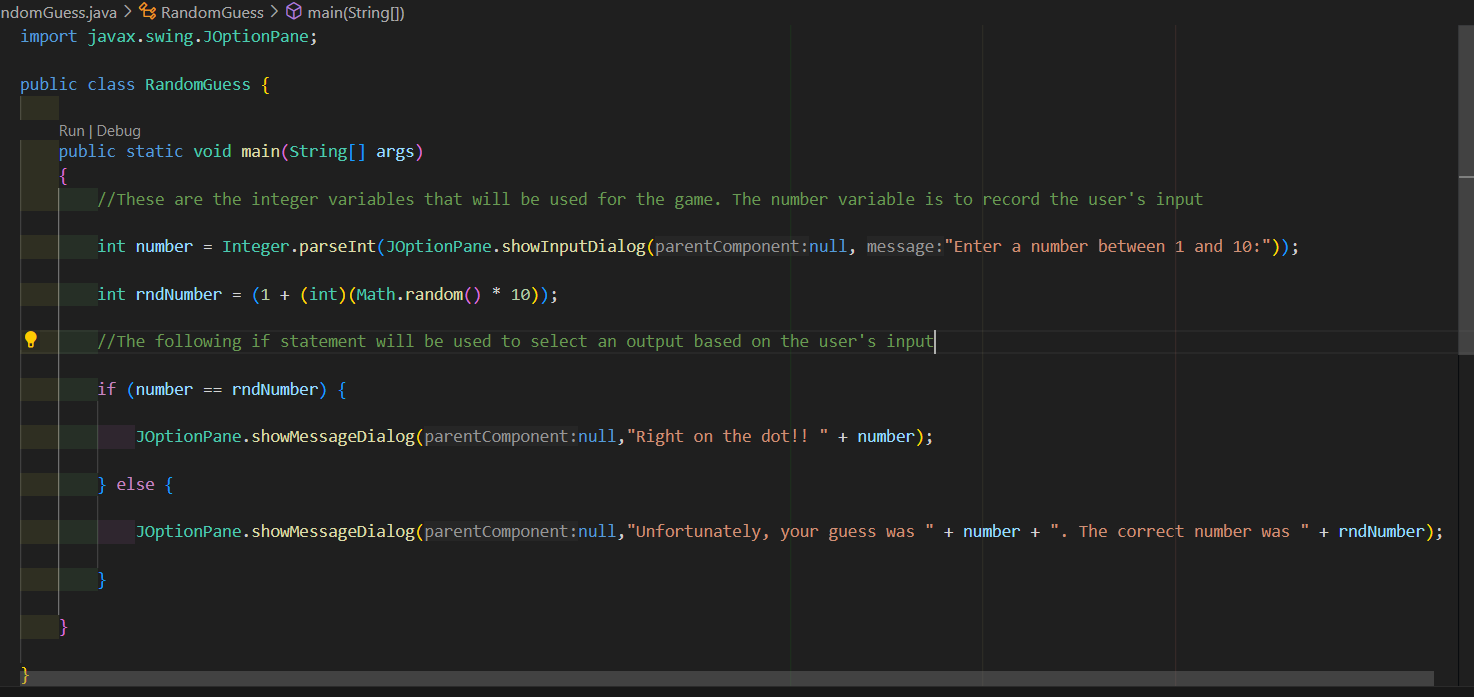 ndomGuess.java > RandomGuess > main(String[])
import javax.swing.JOptionPane;
public class RandomGuess {
Run | Debug
public static void main(String[] args)
{
//These are the integer variables that will be used for the game. The number variable is to record the user's input
int number = Integer.parseInt(JOptionPane.showInputDialog(parentComponent:null, message:"Enter a number between 1 and 10:"));
int rndNumber = (1 + (int)(Math.random() * 10));
//The following if statement will be used to select an output based on the user's input
if (number == rndNumber) {
JOptionPane.showMessageDialog(parentComponent:null,"Right on the dot!! " + number);
} else {
JOptionPane.showMessageDialog(parentComponent:null,"Unfortunately, your guess was " + number + ". The correct number was " + rndNumber);
}
}
}